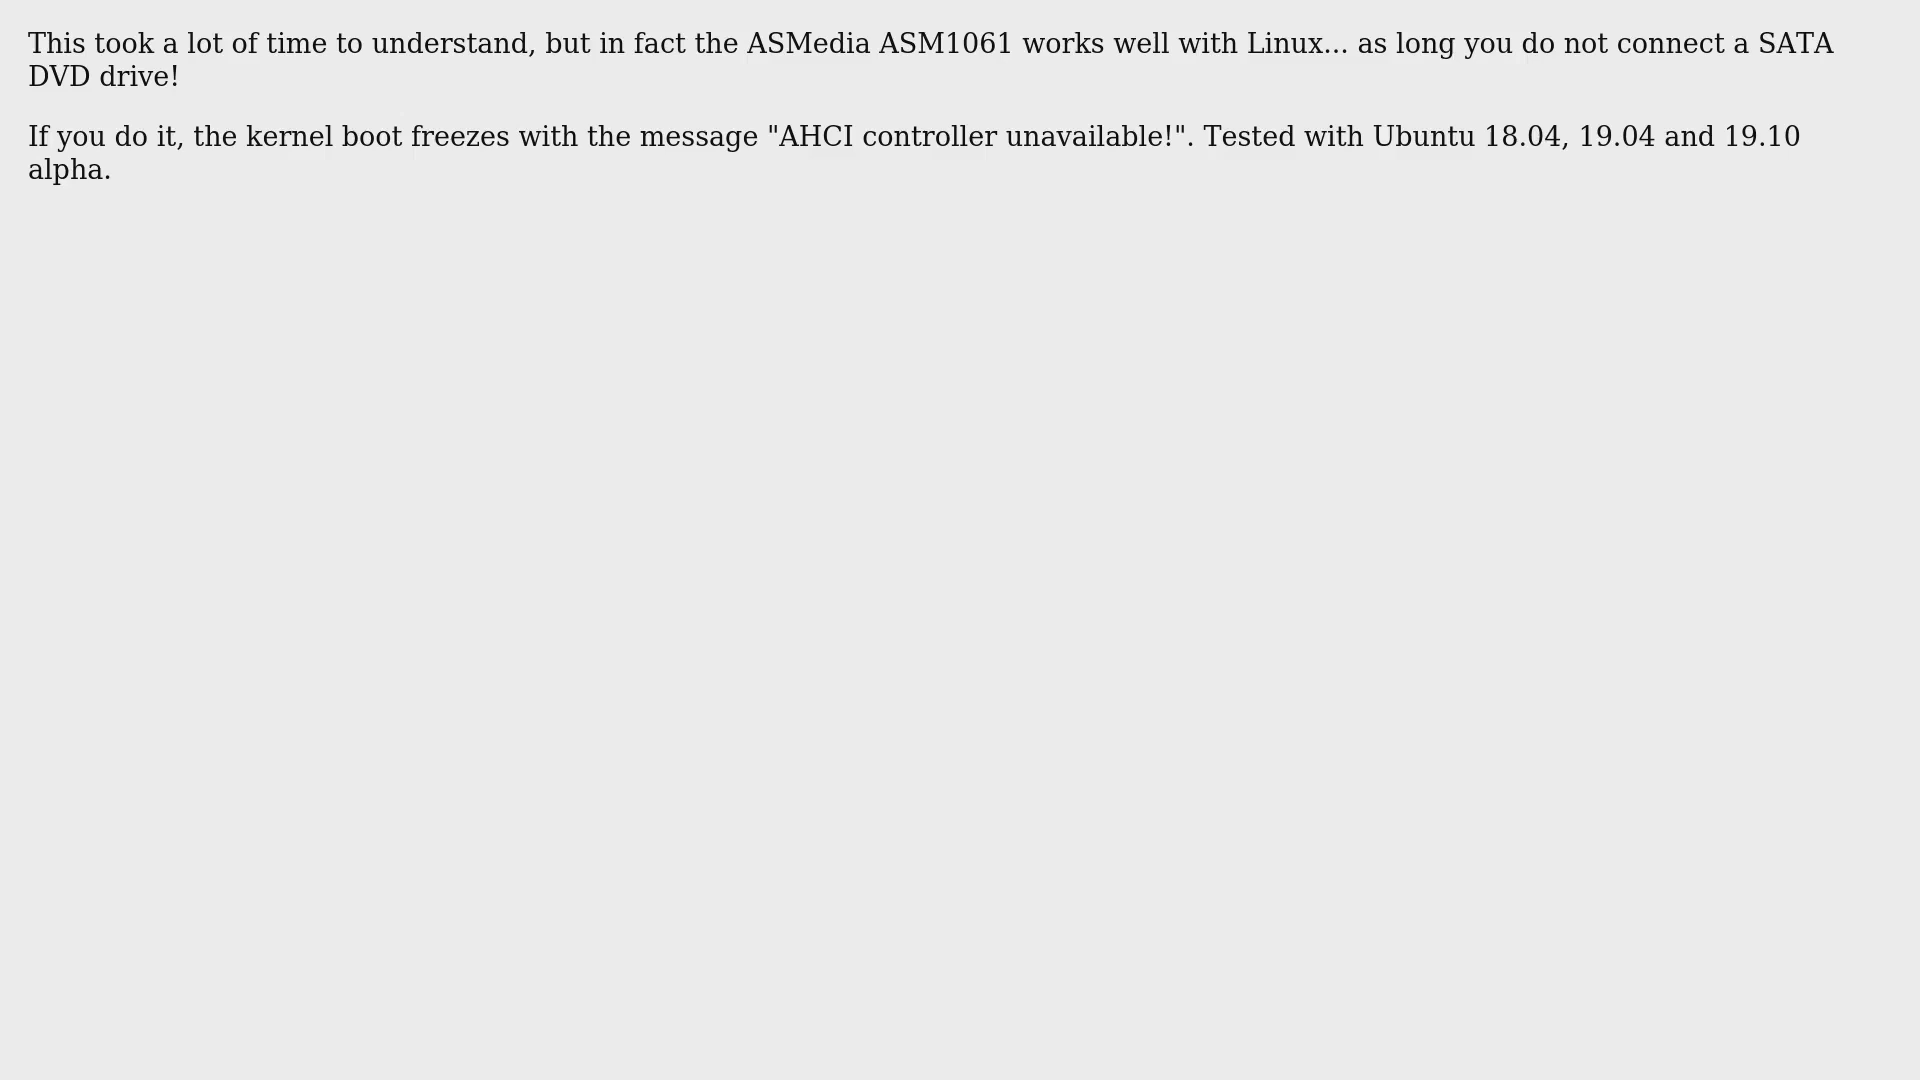 This took a lot of time to understand, but in fact the ASMedia ASM1061 works well with Linux... as long you do not connect a SATA
DVD drive!
If you do it, the kernel boot freezes with the message "AHCI controller unavailable!". Tested with Ubuntu 18.04, 19.04 and 19.10
alpha.